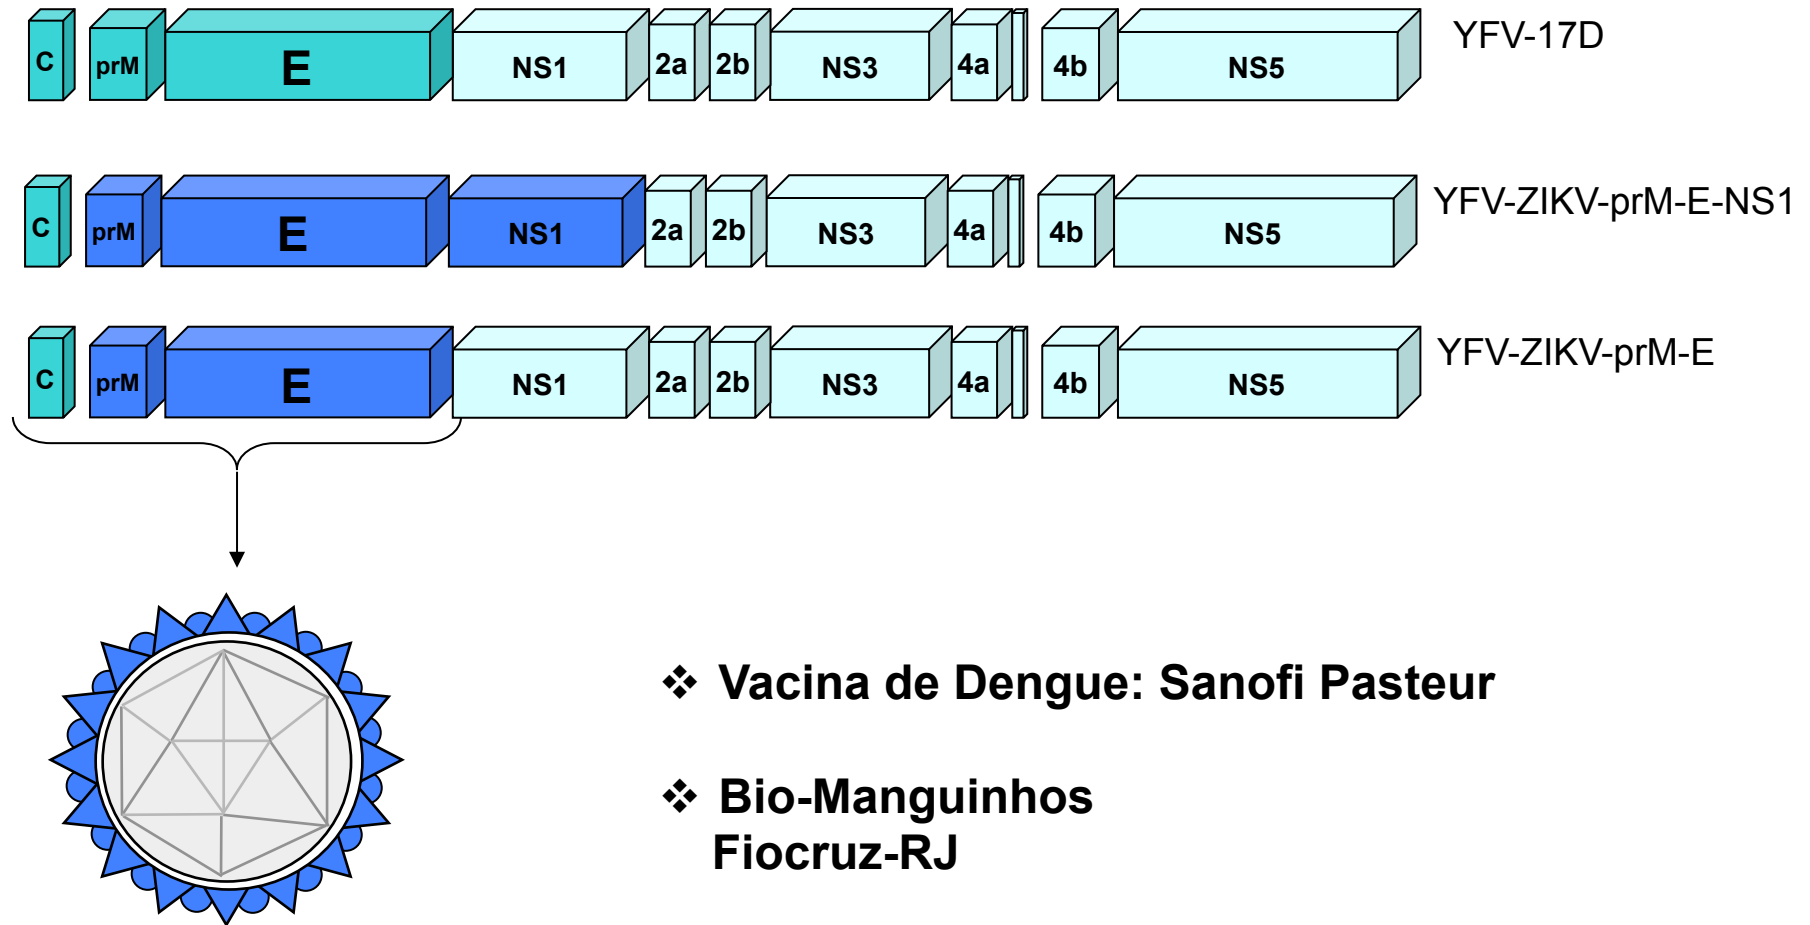 C prM E NS1 2a 2b NS3 4a 4b NS5 YFV-17D
C prM E NS1 2a 2b NS3 4a 4b NS5 YFV-ZIKV-prM-E-NS1
C prM E NS1 2a 2b NS3 4a 4b NS5 YFV-ZIKV-prM-E
❖ Vacina de Dengue: Sanofi Pasteur
❖ Bio-Manguinhos
Fiocruz-RJ